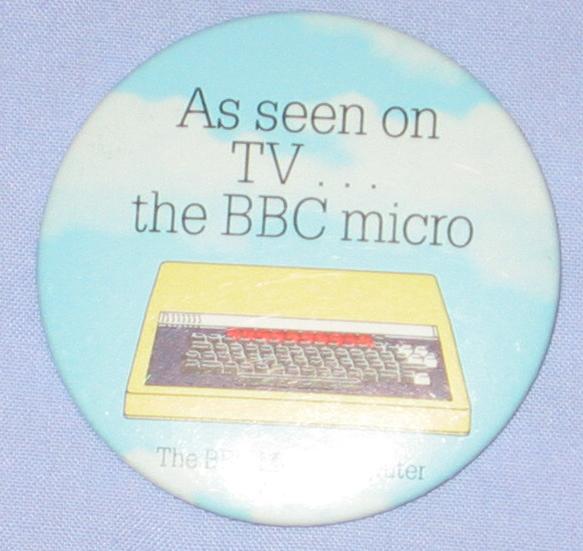 As seen on
TV . . .
the BBC micro
The